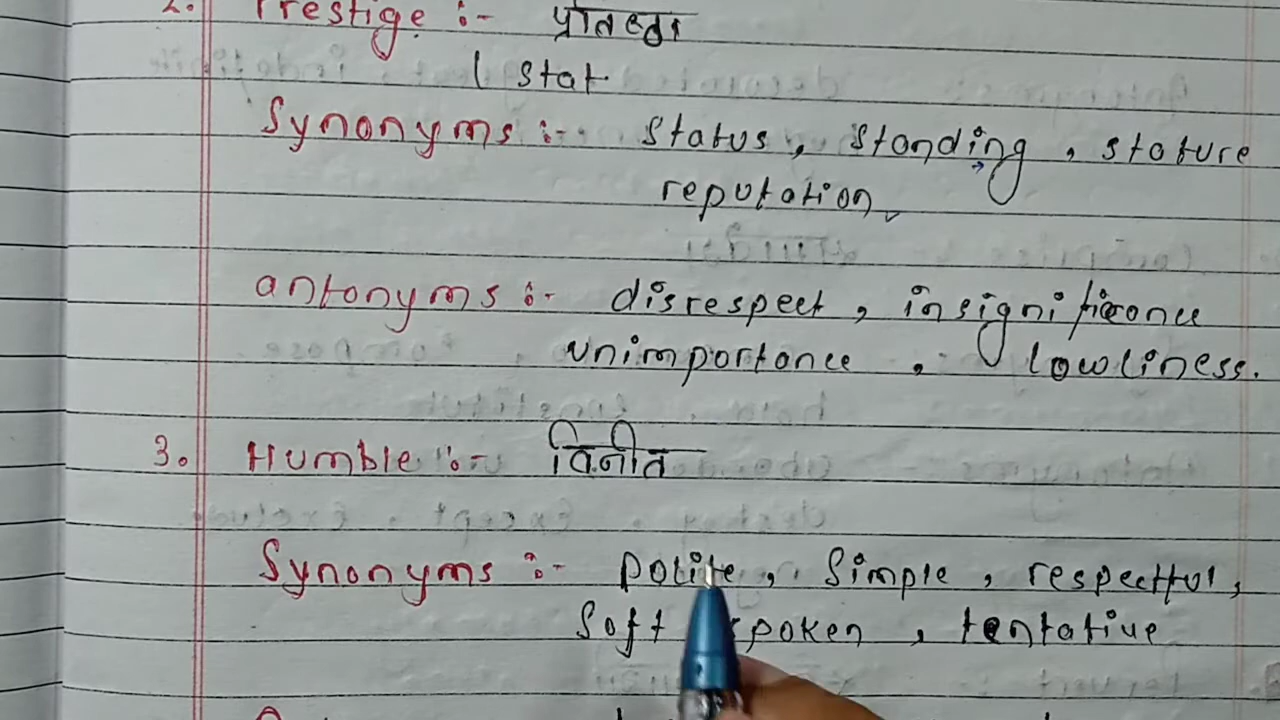 2. Prestige :- प्रतिष्ठा
( stat
Synonyms :- Status, standing, stature
reputation
antonyms :- disrespect, insignificance
unimportance, lowliness.
3. Humble :- विनीत
Synonyms :- Polite, Simple, respectful,
Soft spoken, tentative